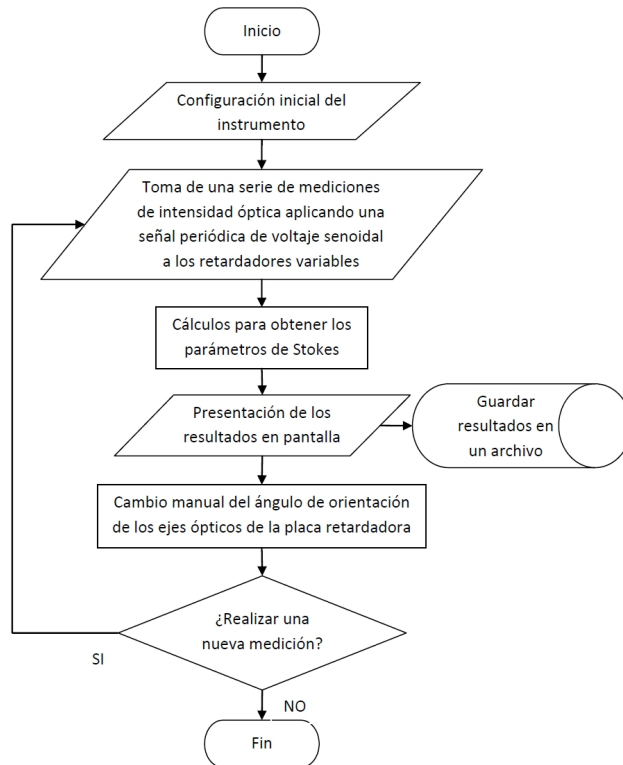 Inicio
Configuración inicial del
instrumento
Toma de una serie de mediciones
de intensidad óptica aplicando una
señal periódica de voltaje senoidal
a los retardadores variables
Cálculos para obtener los
parámetros de Stokes
Presentación de los
resultados en pantalla
Guardar
resultados en
un archivo
Cambio manual del ángulo de orientación
de los ejes ópticos de la placa retardadora
¿Realizar una
nueva medición?
SI
NO
Fin